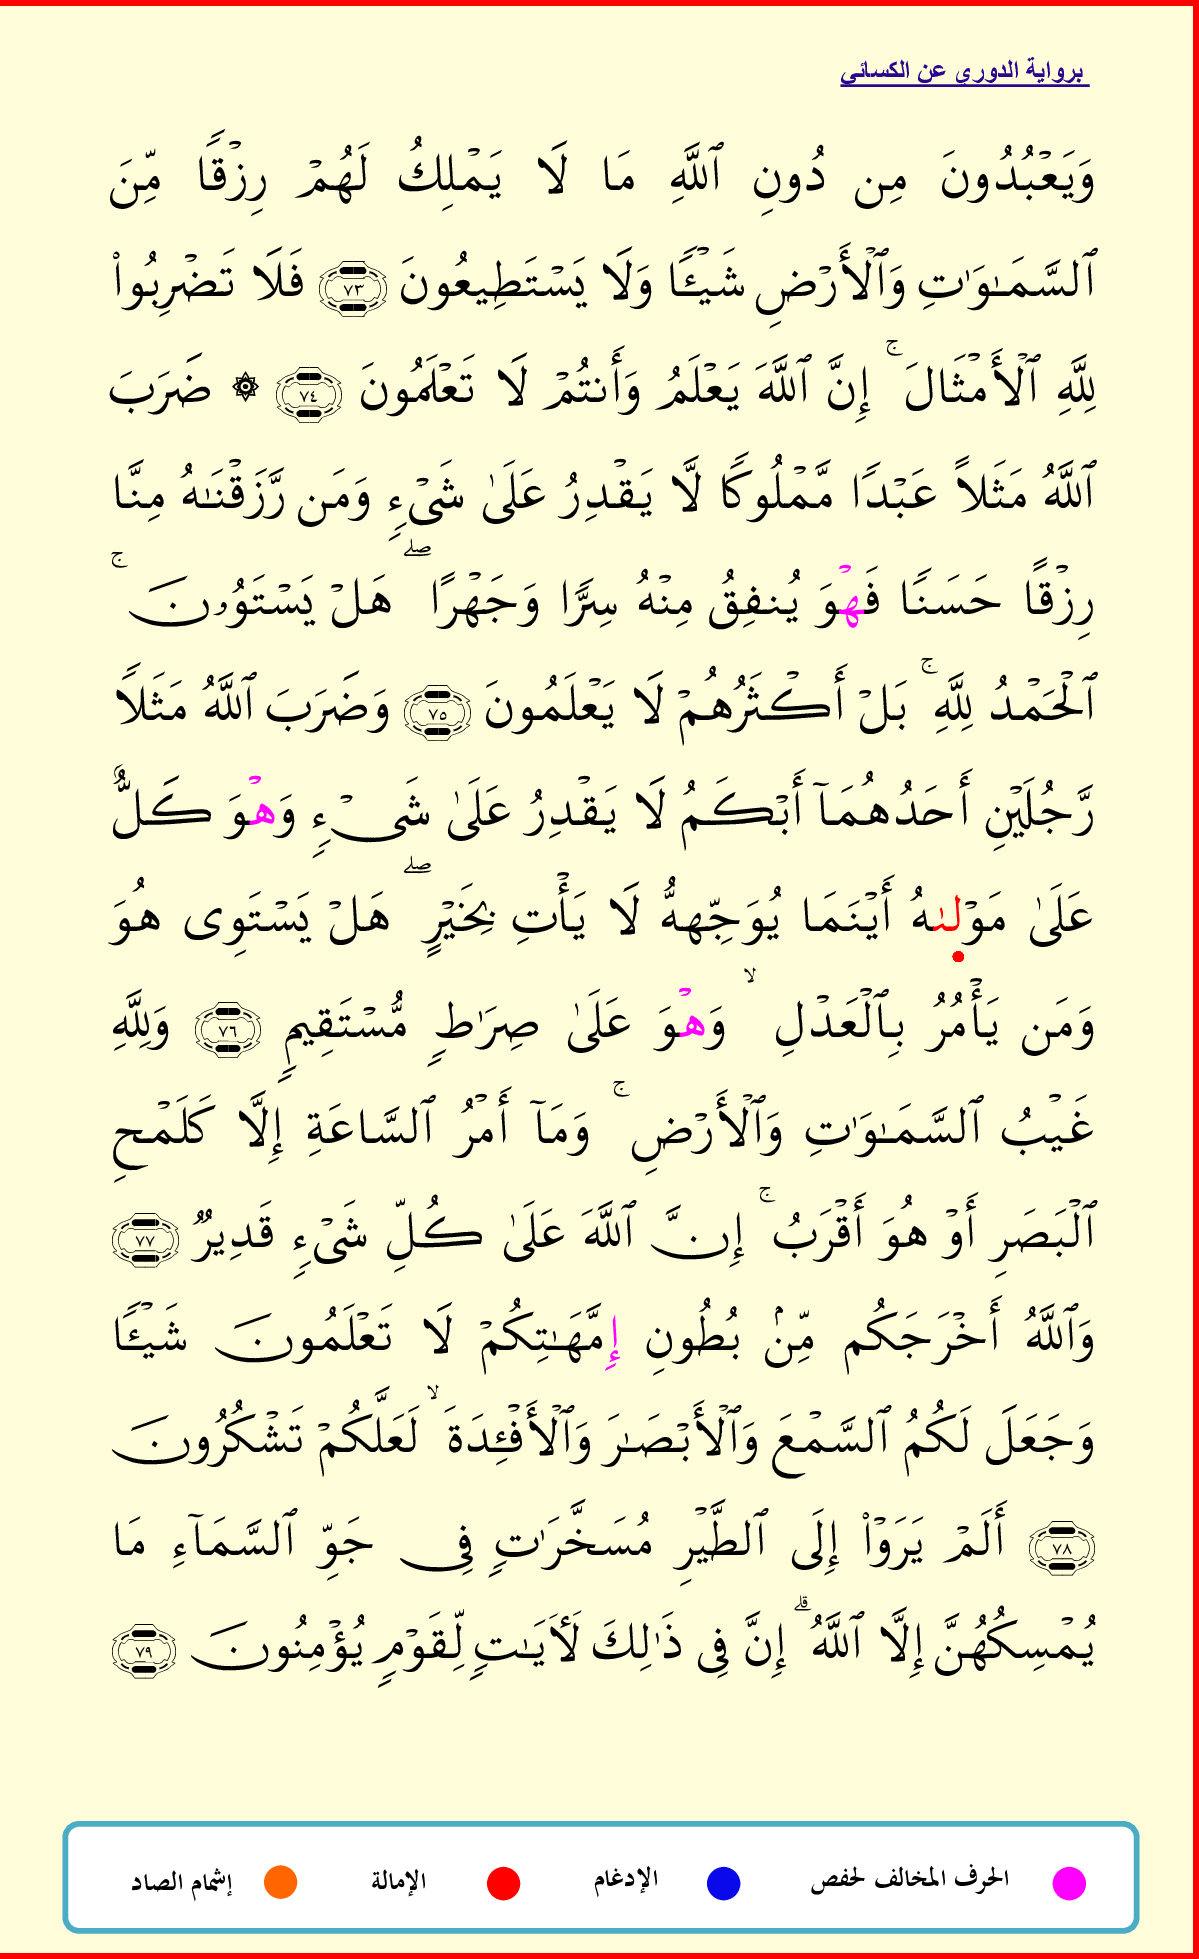 برواية الدوري عن الكسائي
وَيَعْبُدُونَ مِن دُونِ ٱللَّهِ مَا لَا يَمْلِكُ لَهُمْ رِزْقًا مِّنَ
ٱلسَّمَٰوَٰتِ وَٱلْأَرْضِ شَيْـًٔا وَلَا يَسْتَطِيعُونَ ٧٣ فَلَا تَضْرِبُوا۟
لِلَّهِ ٱلْأَمْثَالَ ۚ إِنَّ ٱللَّهَ يَعْلَمُ وَأَنتُمْ لَا تَعْلَمُونَ ٧٤ ۞ ضَرَبَ
ٱللَّهُ مَثَلًا عَبْدًا مَّمْلُوكًا لَّا يَقْدِرُ عَلَىٰ شَىْءٍ وَمَن رَّزَقْنَٰهُ مِنَّا
رِزْقًا حَسَنًا فَهْوَ يُنفِقُ مِنْهُ سِرًّا وَجَهْرًا ۖ هَلْ يَسْتَوُۥنَ ۚ
ٱلْحَمْدُ لِلَّهِ ۚ بَلْ أَكْثَرُهُمْ لَا يَعْلَمُونَ ٧٥ وَضَرَبَ ٱللَّهُ مَثَلًا
رَّجُلَيْنِ أَحَدُهُمَآ أَبْكَمُ لَا يَقْدِرُ عَلَىٰ شَىْءٍ وَهْوَ كَلٌّ
عَلَىٰ مَوْلَىٰهُ أَيْنَمَا يُوَجِّههُّ لَا يَأْتِ بِخَيْرٍ ۖ هَلْ يَسْتَوِى هُوَ
وَمَن يَأْمُرُ بِٱلْعَدْلِ ۙ وَهْوَ عَلَىٰ صِرَٰطٍ مُّسْتَقِيمٍ ٧٦ وَلِلَّهِ
غَيْبُ ٱلسَّمَٰوَٰتِ وَٱلْأَرْضِ ۚ وَمَآ أَمْرُ ٱلسَّاعَةِ إِلَّا كَلَمْحِ
ٱلْبَصَرِ أَوْ هُوَ أَقْرَبُ ۚ إِنَّ ٱللَّهَ عَلَىٰ كُلِّ شَىْءٍ قَدِيرٌ ٧٧
وَٱللَّهُ أَخْرَجَكُم مِّنۢ بُطُونِ إِمَّهَٰتِكُمْ لَا تَعْلَمُونَ شَيْـًٔا
وَجَعَلَ لَكُمُ ٱلسَّمْعَ وَٱلْأَبْصَٰرَ وَٱلْأَفْـِٔدَةَ ۙ لَعَلَّكُمْ تَشْكُرُونَ
٧٨ أَلَمْ يَرَوْا۟ إِلَى ٱلطَّيْرِ مُسَخَّرَٰتٍ فِى جَوِّ ٱلسَّمَآءِ مَا
يُمْسِكُهُنَّ إِلَّا ٱللَّهُ ۗ إِنَّ فِى ذَٰلِكَ لَـَٔايَٰتٍ لِّقَوْمٍ يُؤْمِنُونَ ٧٩
الحرف المخالف لحفص الإدغام الإمالة إشمام الصاد